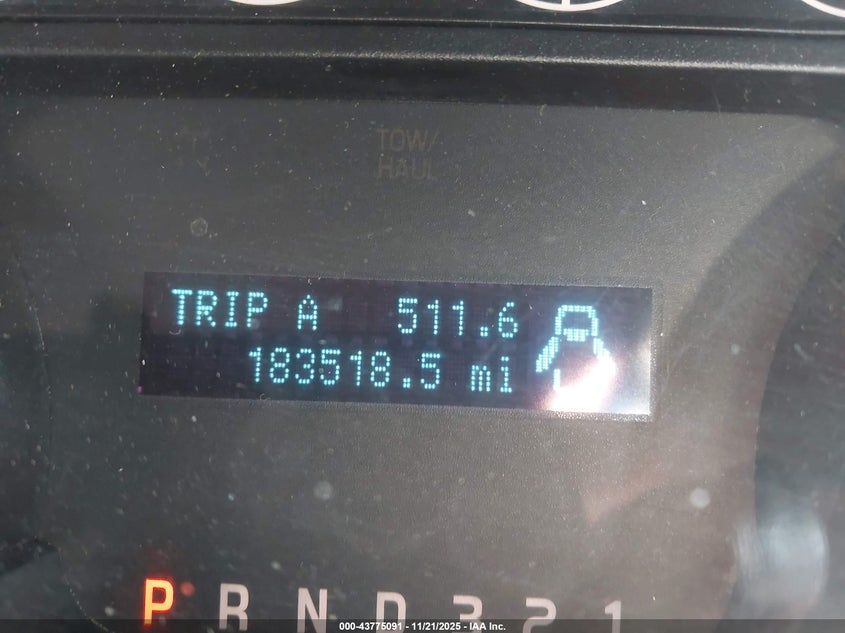 TOW/
HAUL
TRIP A 511.6
183518.5 mi
P R N D 3 2 1
000-43775091 - 11/21/2025 - IAA Inc.